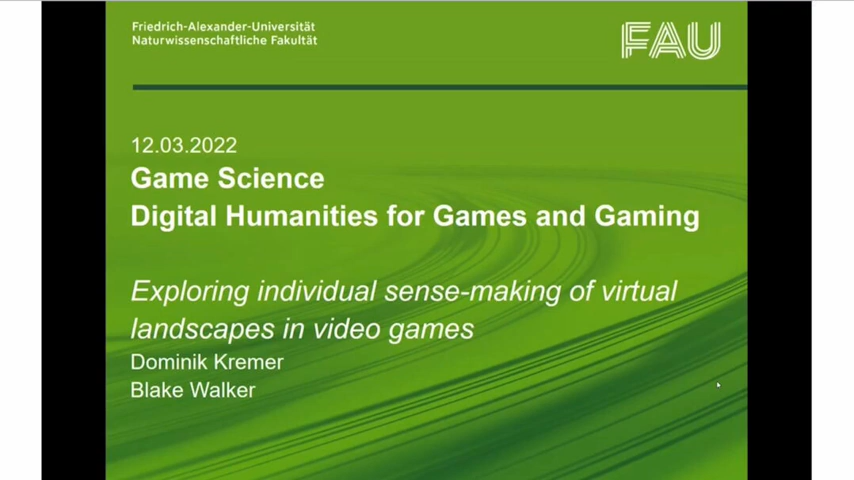 Friedrich-Alexander-Universität
Naturwissenschaftliche Fakultät
FAU
12.03.2022
Game Science
Digital Humanities for Games and Gaming
Exploring individual sense-making of virtual
landscapes in video games
Dominik Kremer
Blake Walker